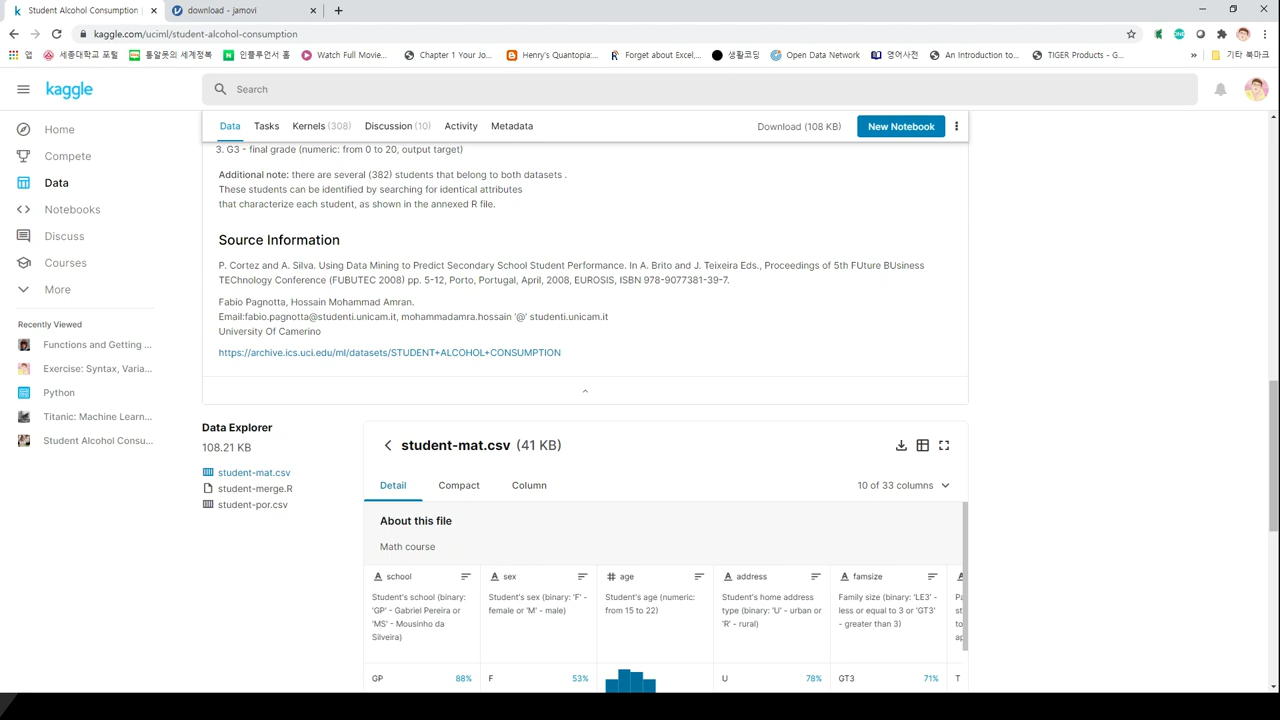 Student Alcohol Consumption
download - jamovi
kaggle.com/uciml/student-alcohol-consumption
앱
세종대학교 포털
통알못의 세계정복
인플루언서 홈
Watch Full Movie...
Chapter 1 Your Jo...
Henry's Quantopia:...
Forget about Excel,...
생활코딩
Open Data Network
영어사전
An Introduction to...
TIGER Products - G...
»
기타 북마크
kaggle
Search
Home
Compete
Data
Notebooks
Discuss
Courses
More
Recently Viewed
Functions and Getting ...
Exercise: Syntax, Varia...
Python
Titanic: Machine Learn...
Student Alcohol Consu...
Data
Tasks
Kernels (308)
Discussion (10)
Activity
Metadata
Download (108 KB)
New Notebook
3. G3 - final grade (numeric: from 0 to 20, output target)
Additional note: there are several (382) students that belong to both datasets .
These students can be identified by searching for identical attributes
that characterize each student, as shown in the annexed R file.
Source Information
P. Cortez and A. Silva. Using Data Mining to Predict Secondary School Student Performance. In A. Brito and J. Teixeira Eds., Proceedings of 5th FUture BUsiness
TEChnology Conference (FUBUTEC 2008) pp. 5-12, Porto, Portugal, April, 2008, EUROSIS, ISBN 978-9077381-39-7.
Fabio Pagnotta, Hossain Mohammad Amran.
Email:fabio.pagnotta@studenti.unicam.it, mohammadamra.hossain '@' studenti.unicam.it
University Of Camerino
https://archive.ics.uci.edu/ml/datasets/STUDENT+ALCOHOL+CONSUMPTION
Data Explorer
108.21 KB
student-mat.csv
student-merge.R
student-por.csv
student-mat.csv (41 KB)
Detail
Compact
Column
10 of 33 columns
About this file
Math course
school
Student's school (binary:
'GP' - Gabriel Pereira or
'MS' - Mousinho da
Silveira)
GP 88%
sex
Student's sex (binary: 'F' -
female or 'M' - male)
F 53%
age
Student's age (numeric:
from 15 to 22)
address
Student's home address
type (binary: 'U' - urban or
'R' - rural)
U 78%
famsize
Family size (binary: 'LE3' -
less or equal to 3 or 'GT3'
- greater than 3)
GT3 71%
T